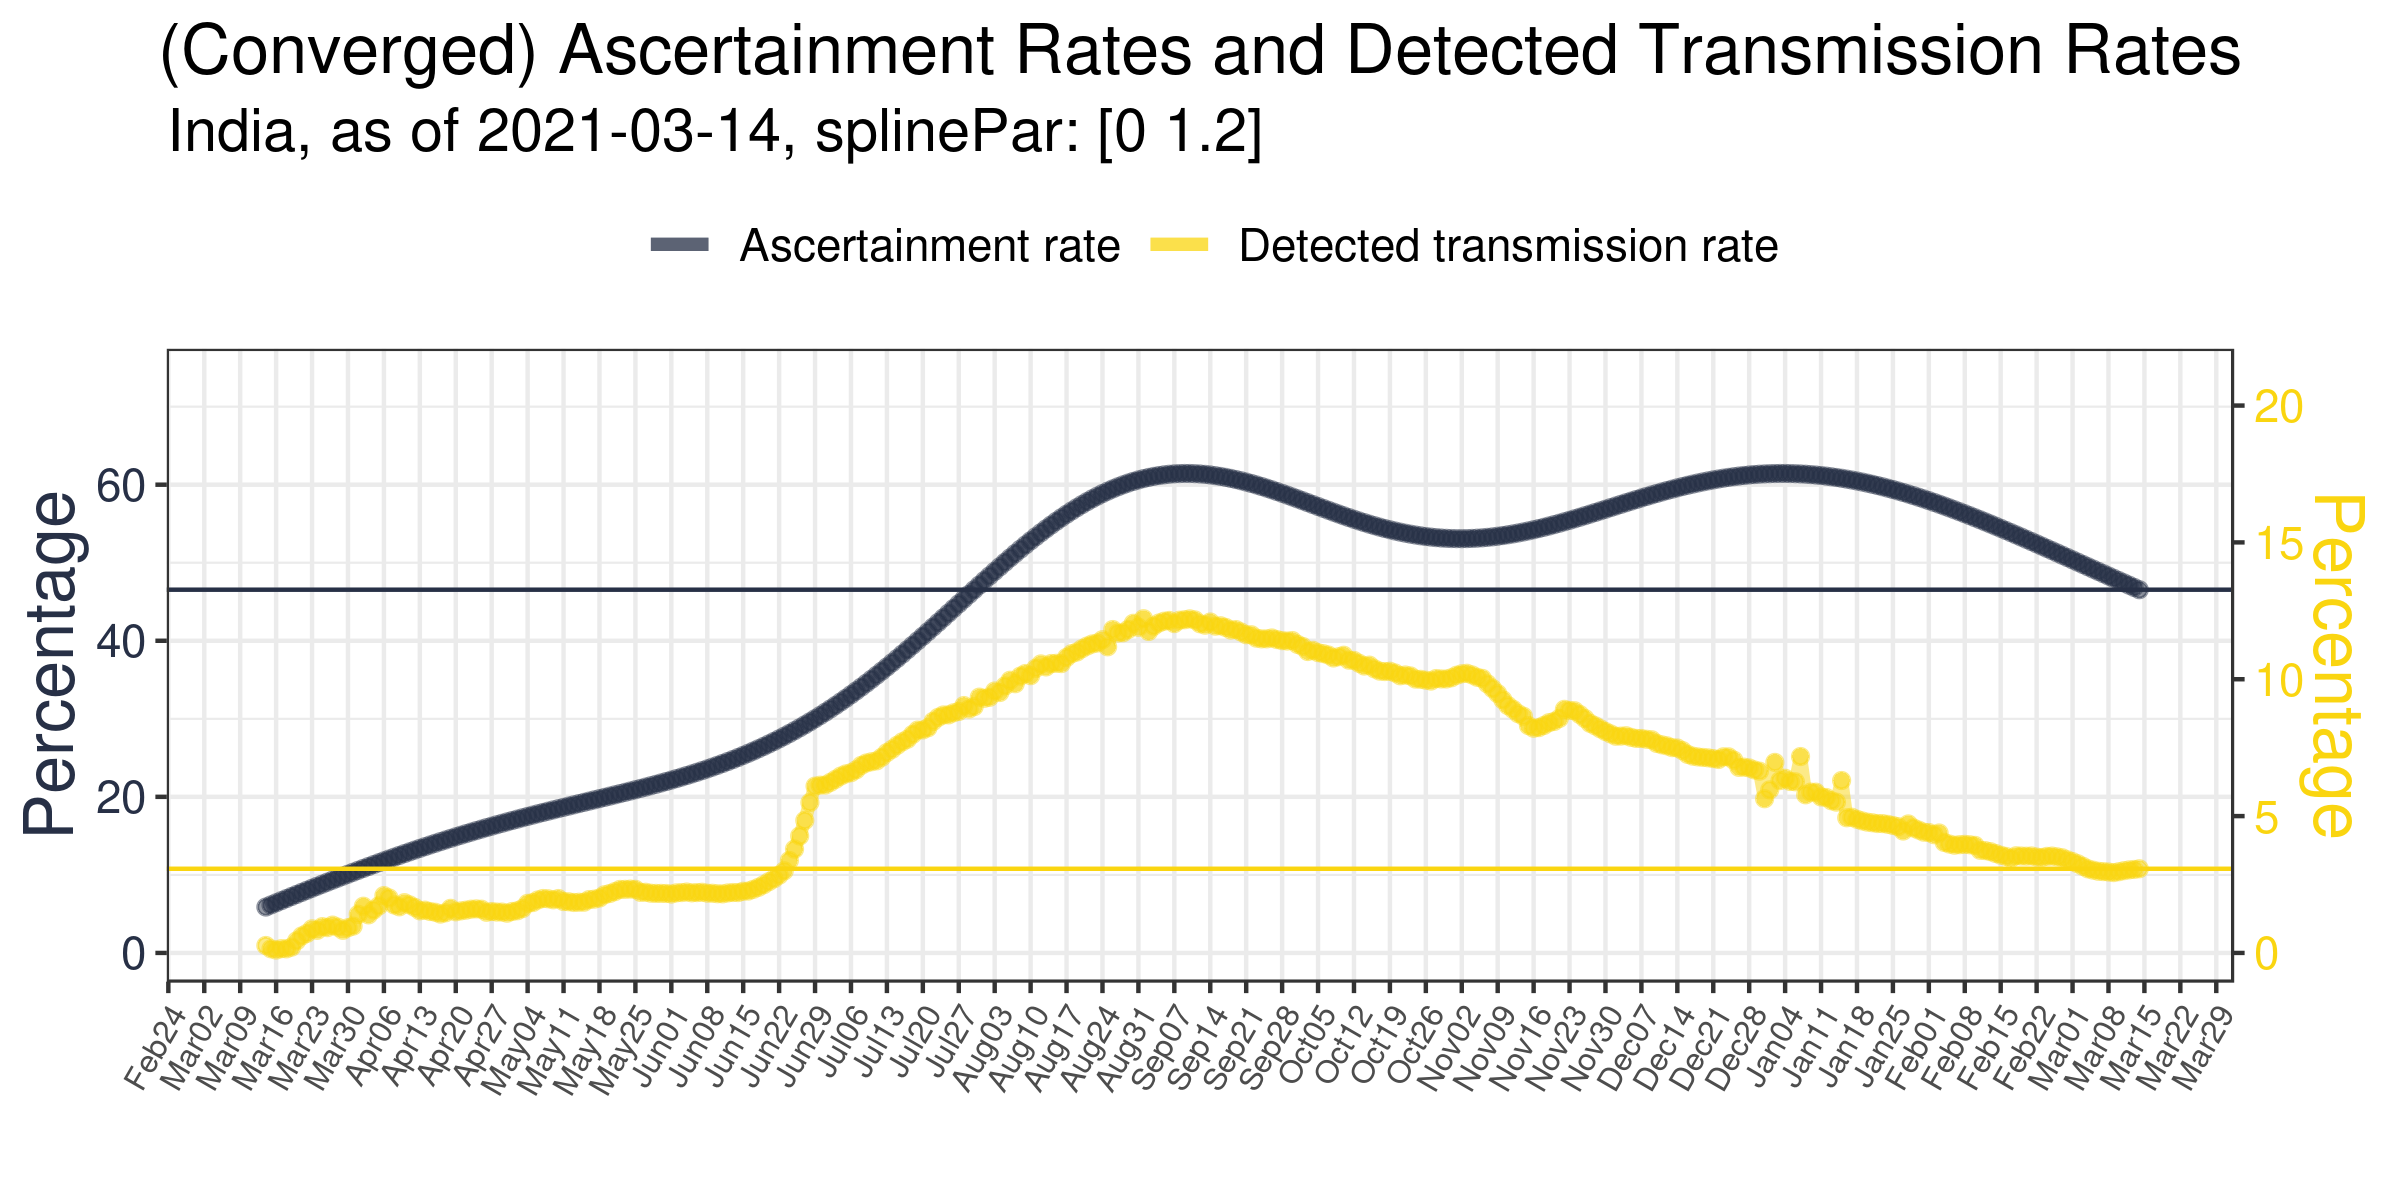 (Converged) Ascertainment Rates and Detected Transmission Rates
India, as of 2021-03-14, splinePar: [0 1.2]
Ascertainment rate Detected transmission rate
Percentage
60
40
20
0
20
15
10
5
0
Percentage
Feb24 Mar02 Mar09 Mar16 Mar23 Mar30 Apr06 Apr13 Apr20 Apr27 May04 May11 May18 May25 Jun01 Jun08 Jun15 Jun22 Jun29 Jul06 Jul13 Jul20 Jul27 Aug03 Aug10 Aug17 Aug24 Aug31 Sep07 Sep14 Sep21 Sep28 Oct05 Oct12 Oct19 Oct26 Nov02 Nov09 Nov16 Nov23 Nov30 Dec07 Dec14 Dec21 Dec28 Jan04 Jan11 Jan18 Jan25 Feb01 Feb08 Feb15 Feb22 Mar01 Mar08 Mar15 Mar22 Mar29